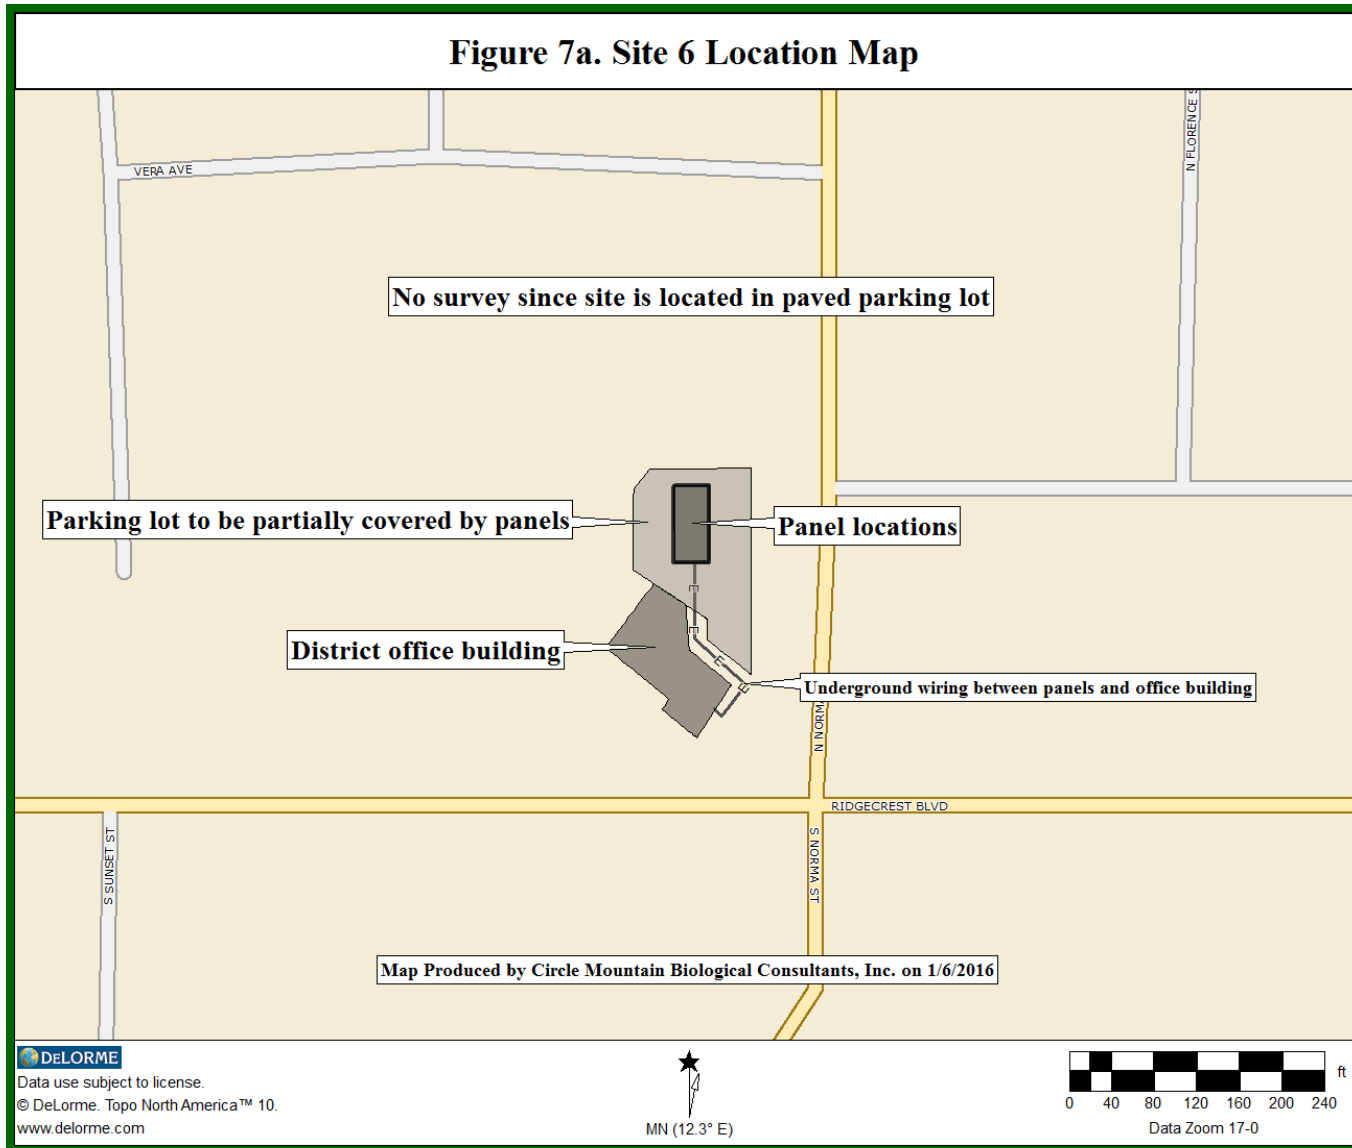 Figure 7a. Site 6 Location Map
N FLORENCE S
VERA AVE
No survey since site is located in paved parking lot
Parking lot to be partially covered by panels
Panel locations
E
E
District office building
E
E
Underground wiring between panels and office building
N NORMA
RIDGECREST BLVD
S SUNSET ST
S NORMA ST
Map Produced by Circle Mountain Biological Consultants, Inc. on 1/6/2016
DELORME
Data use subject to license.
© DeLorme. Topo North America™ 10.
www.delorme.com
MN (12.3° E)
ft
0 40 80 120 160 200 240
Data Zoom 17-0